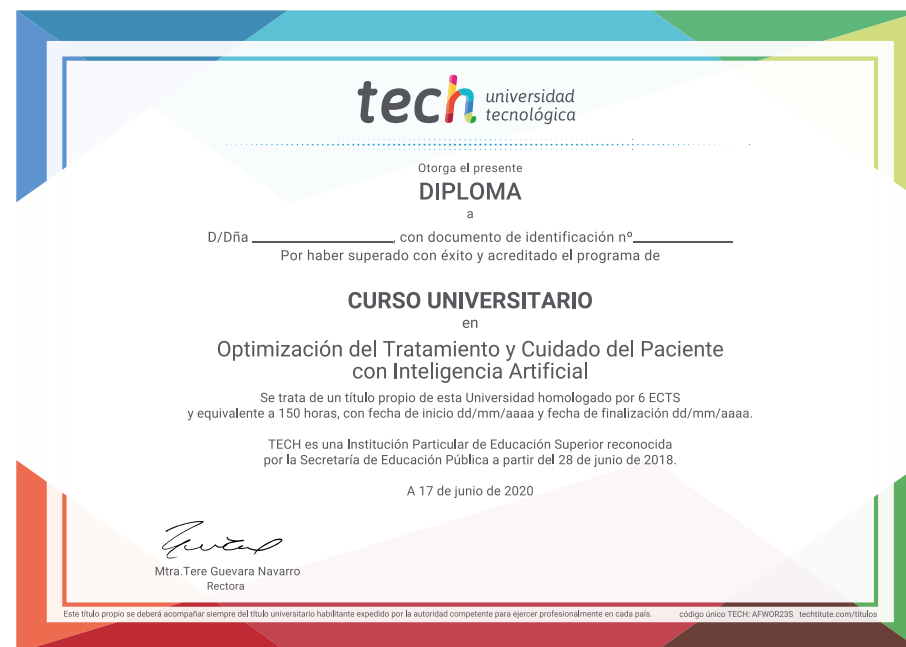 tech universidad
tecnológica
Otorga el presente
DIPLOMA
a
D/Dña ____________________, con documento de identificación nº______________
Por haber superado con éxito y acreditado el programa de
CURSO UNIVERSITARIO
en
Optimización del Tratamiento y Cuidado del Paciente
con Inteligencia Artificial
Se trata de un título propio de esta Universidad homologado por 6 ECTS
y equivalente a 150 horas, con fecha de inicio dd/mm/aaaa y fecha de finalización dd/mm/aaaa.
TECH es una Institución Particular de Educación Superior reconocida
por la Secretaría de Educación Pública a partir del 28 de junio de 2018.
A 17 de junio de 2020
Mtra.Tere Guevara Navarro
Rectora
Este título propio se deberá acompañar siempre del título universitario habilitante expedido por la autoridad competente para ejercer profesionalmente en cada país. código único TECH: AFWOR23S techtitute.com/títulos